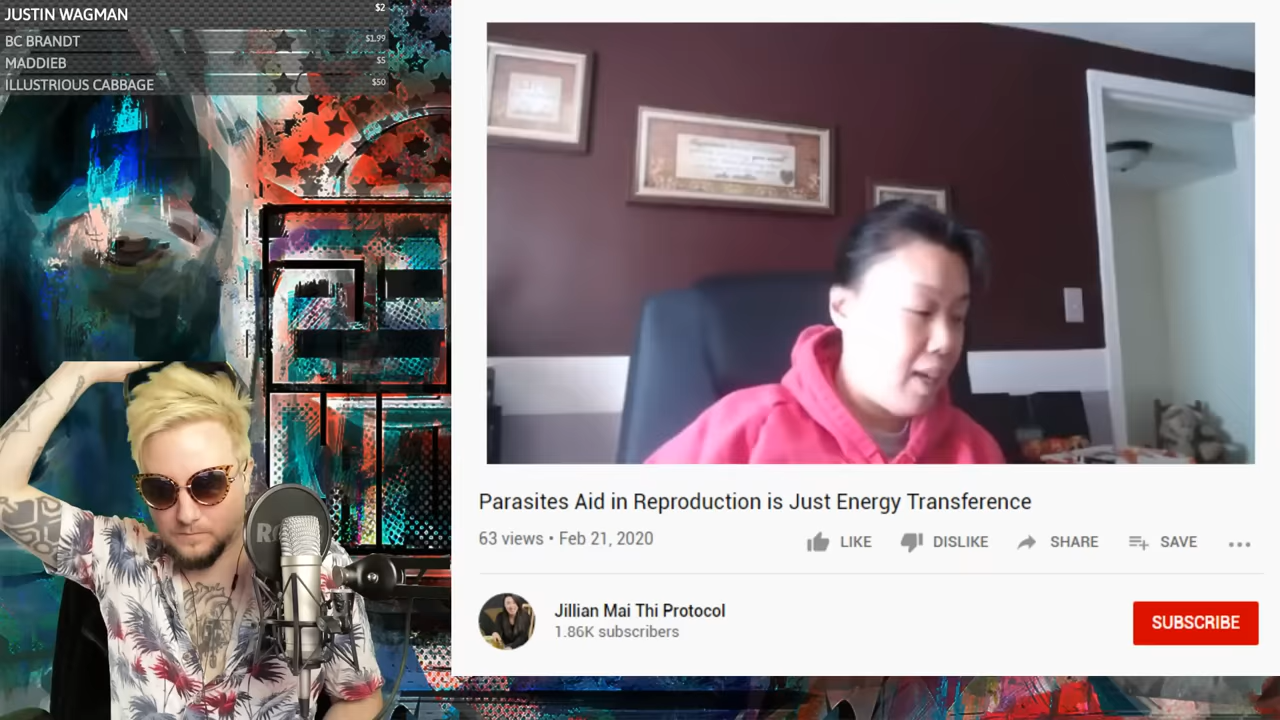 JUSTIN WAGMAN $2
BC BRANDT $1.99
MADDIEB $5
ILLUSTRIOUS CABBAGE $50
Parasites Aid in Reproduction is Just Energy Transference
63 views • Feb 21, 2020
LIKE DISLIKE SHARE SAVE
Jillian Mai Thi Protocol
1.86K subscribers
SUBSCRIBE